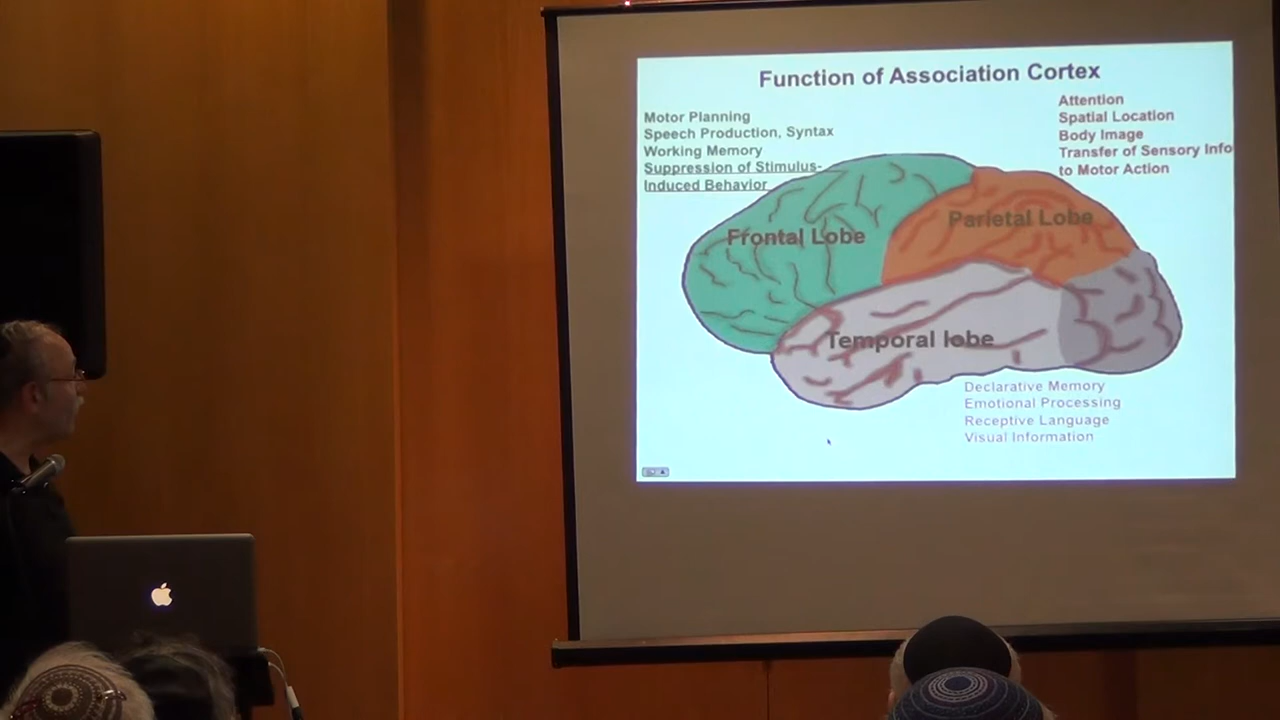 Function of Association Cortex
Motor Planning
Speech Production, Syntax
Working Memory
Suppression of Stimulus-
Induced Behavior
Attention
Spatial Location
Body Image
Transfer of Sensory Info
to Motor Action
Frontal Lobe
Parietal Lobe
Temporal lobe
Declarative Memory
Emotional Processing
Receptive Language
Visual Information